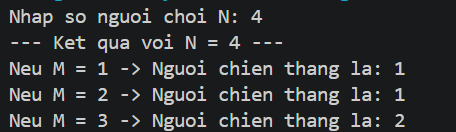 Nhap so nguoi choi N: 4
--- Ket qua voi N = 4 ---
Neu M = 1 -> Nguoi chien thang la: 1
Neu M = 2 -> Nguoi chien thang la: 1
Neu M = 3 -> Nguoi chien thang la: 2